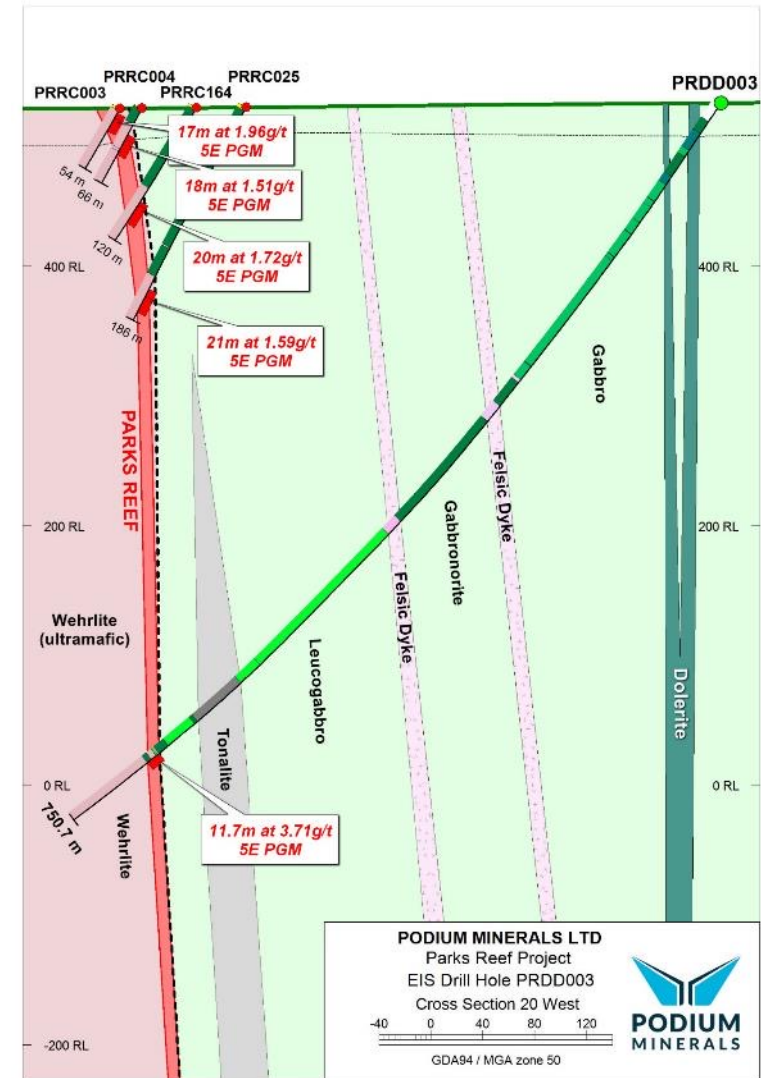 PRRC004
PRRC025
PRDD003
PRRC003
PRRC164
17m at 1.96g/t
5E PGM
54 m
66 m
18m at 1.51g/t
5E PGM
120 m
20m at 1.72g/t
5E PGM
400 RL
400 RL
186 m
21m at 1.59g/t
5E PGM
Gabbro
PARKS REEF
Felsic Dyke
Gabbronorite
200 RL
200 RL
Felsic Dyke
Wehrlite
(ultramafic)
Leucogabbro
Dolerite
Tonalite
0 RL
0 RL
750.7 m
Wehrlite
11.7m at 3.71g/t
5E PGM
PODIUM MINERALS LTD
Parks Reef Project
EIS Drill Hole PRDD003
Cross Section 20 West
-40 0 40 80 120
GDA94 / MGA zone 50
PODIUM
MINERALS
-200 RL